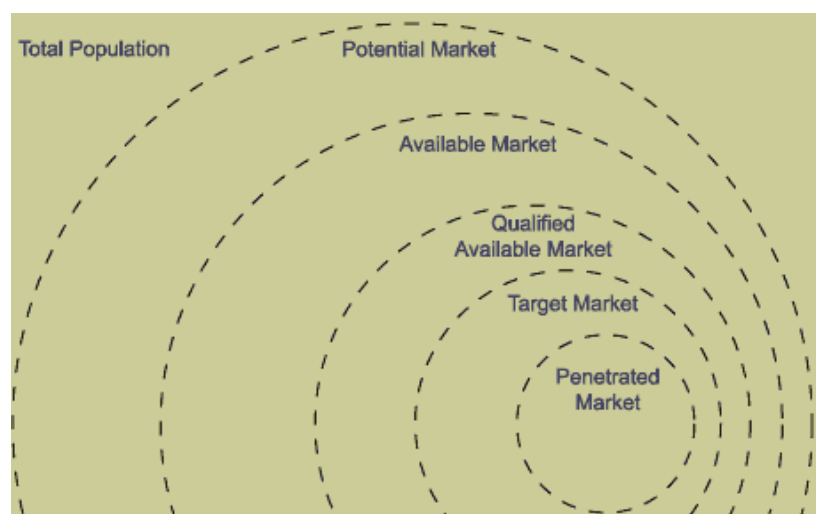 Total Population
Potential Market
Available Market
Qualified
Available Market
Target Market
Penetrated
Market